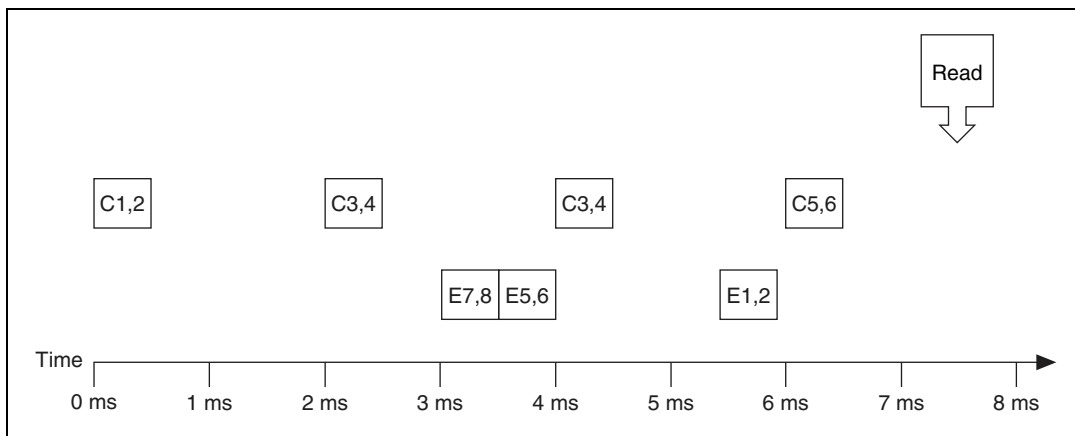 Read
C1,2 C3,4 C3,4 C5,6
E7,8 E5,6 E1,2
Time
0 ms 1 ms 2 ms 3 ms 4 ms 5 ms 6 ms 7 ms 8 ms